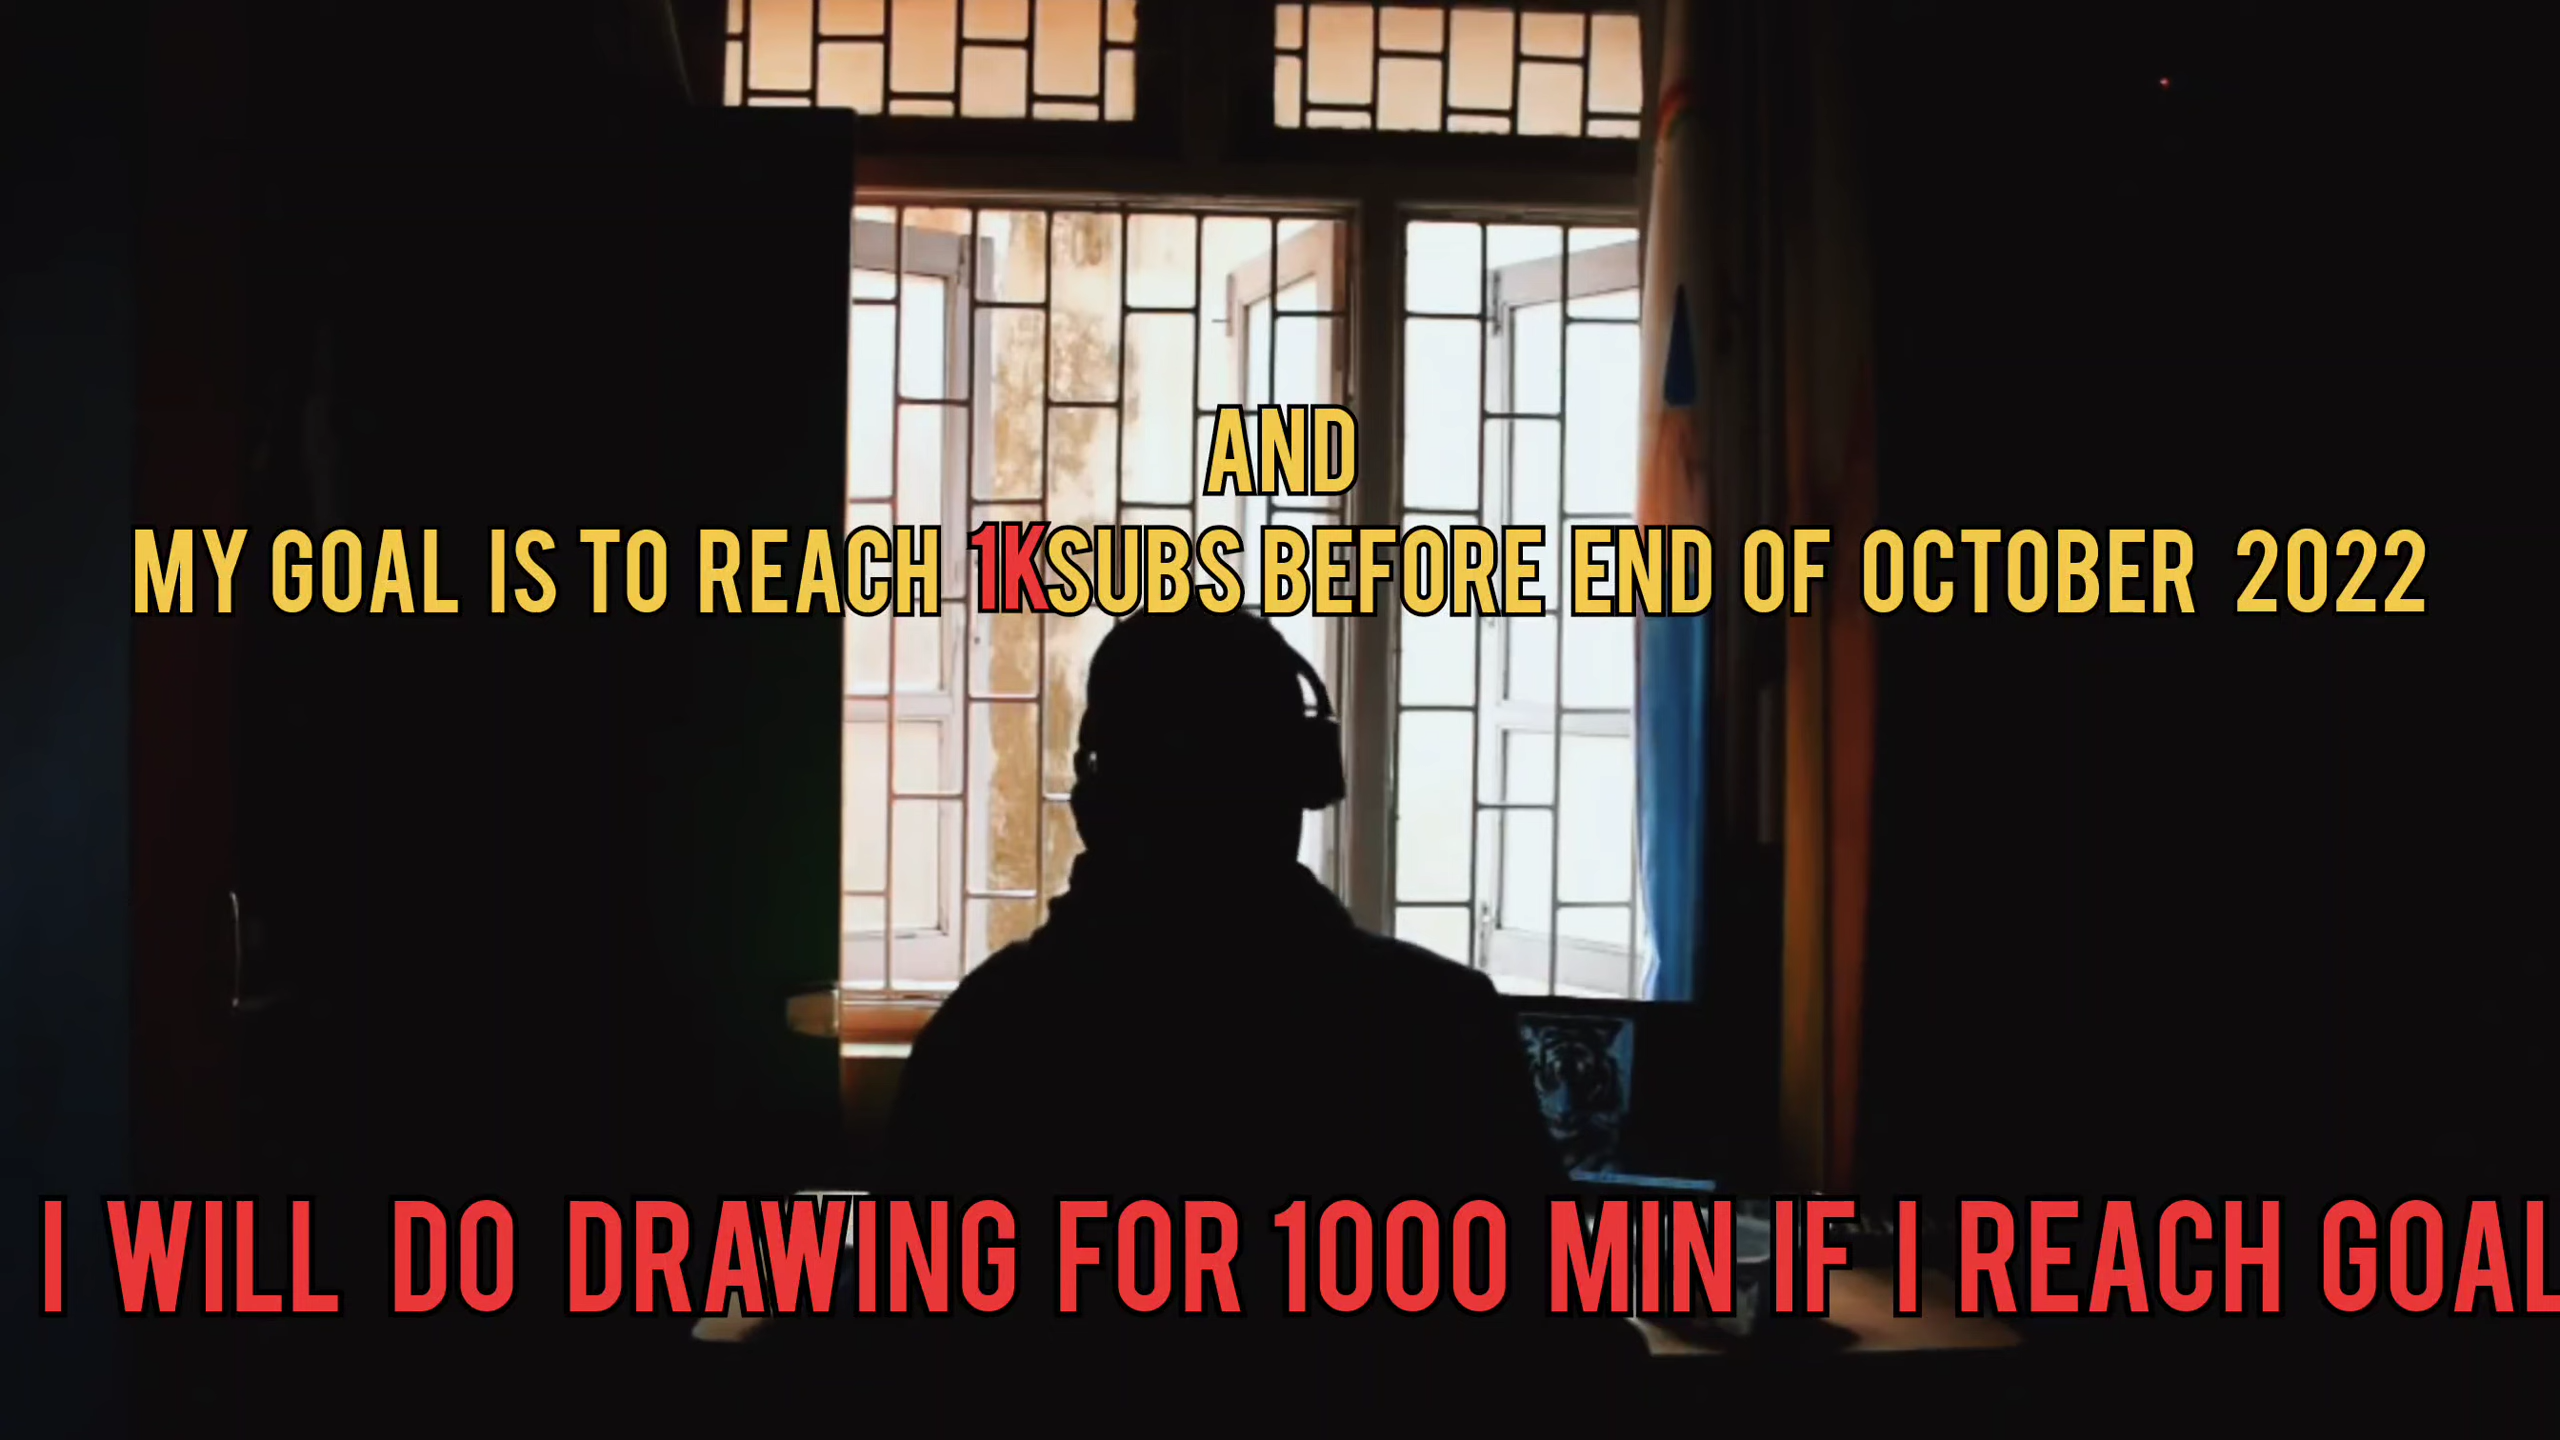 AND
MY GOAL IS TO REACH 1KSUBS BEFORE END OF OCTOBER 2022
I WILL DO DRAWING FOR 1000 MIN IF I REACH GOAL